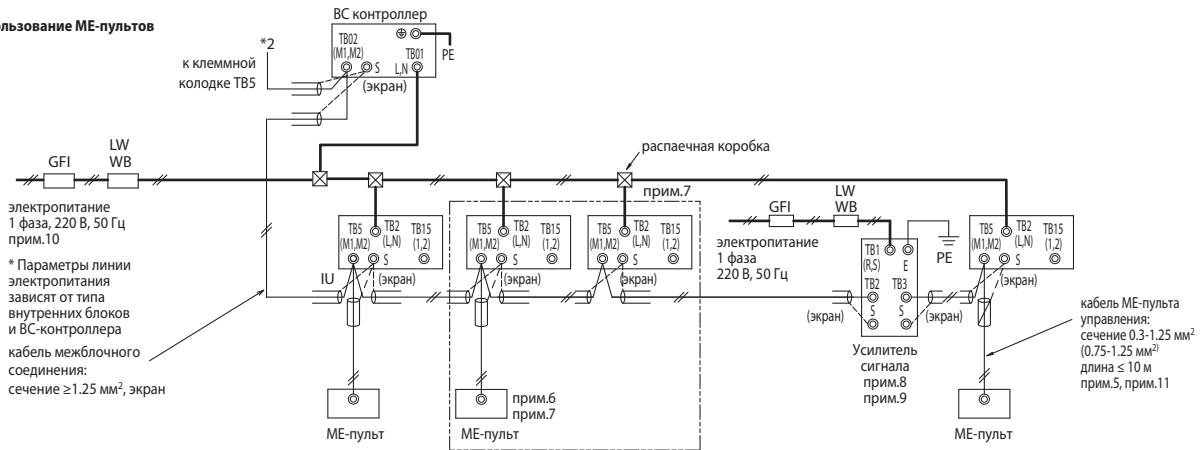 ользование МЕ-пультов
ВС контроллер
*2
к клеммной
колодке TB5
TB02
(M1,M2)
S
(экран)
TB01
L,N
PE
GFI
LW
WB
электропитание
1 фаза, 220 В, 50 Гц
прим.10
* Параметры линии
электропитания
зависят от типа
внутренних блоков
и ВС-контроллера
кабель межблочного
соединения:
сечение ≥1.25 мм², экран
распаечная коробка
прим.7
TB5
(M1,M2)
TB2
(L,N)
TB15
(1,2)
S
IU
(экран)
TB5
(M1,M2)
TB2
(L,N)
TB15
(1,2)
S
(экран)
TB5
(M1,M2)
TB2
(L,N)
TB15
(1,2)
S
(экран)
МЕ-пульт
прим.6
прим.7
МЕ-пульт
GFI
LW
WB
электропитание
1 фаза
220 В, 50 Гц
TB1
(R,S)
E
PE
TB2
TB3
S
S
(экран)
(экран)
Усилитель
сигнала
прим.8
прим.9
TB5
(M1,M2)
TB2
(L,N)
TB15
(1,2)
S
(экран)
кабель МЕ-пульта
управления:
сечение 0.3-1.25 мм²
(0.75-1.25 мм²⁾
длина ≤ 10 м
прим.5, прим.11
МЕ-пульт